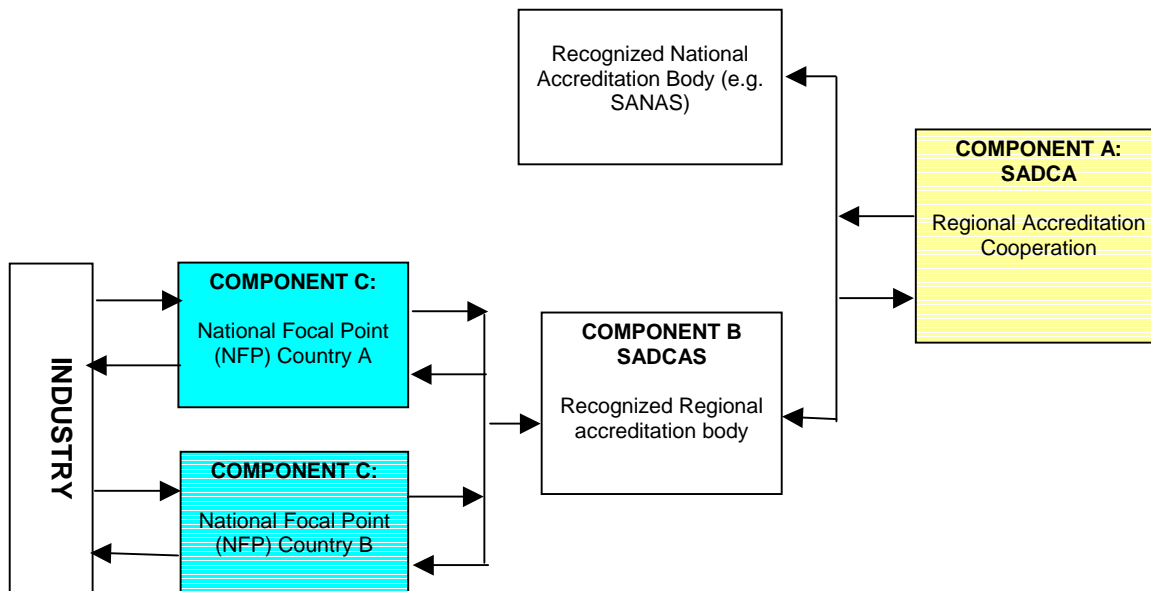 Recognized National
Accreditation Body (e.g.
SANAS)
COMPONENT A:
SADCA
Regional Accreditation
Cooperation
INDUSTRY
COMPONENT C:
National Focal Point
(NFP) Country A
COMPONENT B
SADCAS
Recognized Regional
accreditation body
COMPONENT C:
National Focal Point
(NFP) Country B